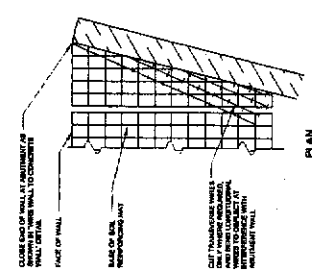 CLOSE END OF WALL AT ABUTMENT AS
SHOWN IN WIRE WALL TO CONCRETE
WALL DETAIL
FACE OF WALL
BASE OF SOIL
REINFORCING MAT
CUT TRANSVERSE WIRES
ONLY WHERE REQUIRED,
AND BEND LONGITUDINAL
WIRES TO DEFLECT AT
INTERFERENCE WITH
ABUTMENT WALL
PLAN